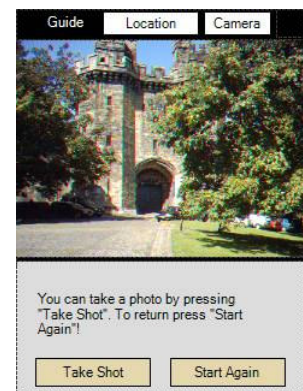 Guide Location Camera
You can take a photo by pressing
"Take Shot". To return press "Start
Again"!
Take Shot Start Again